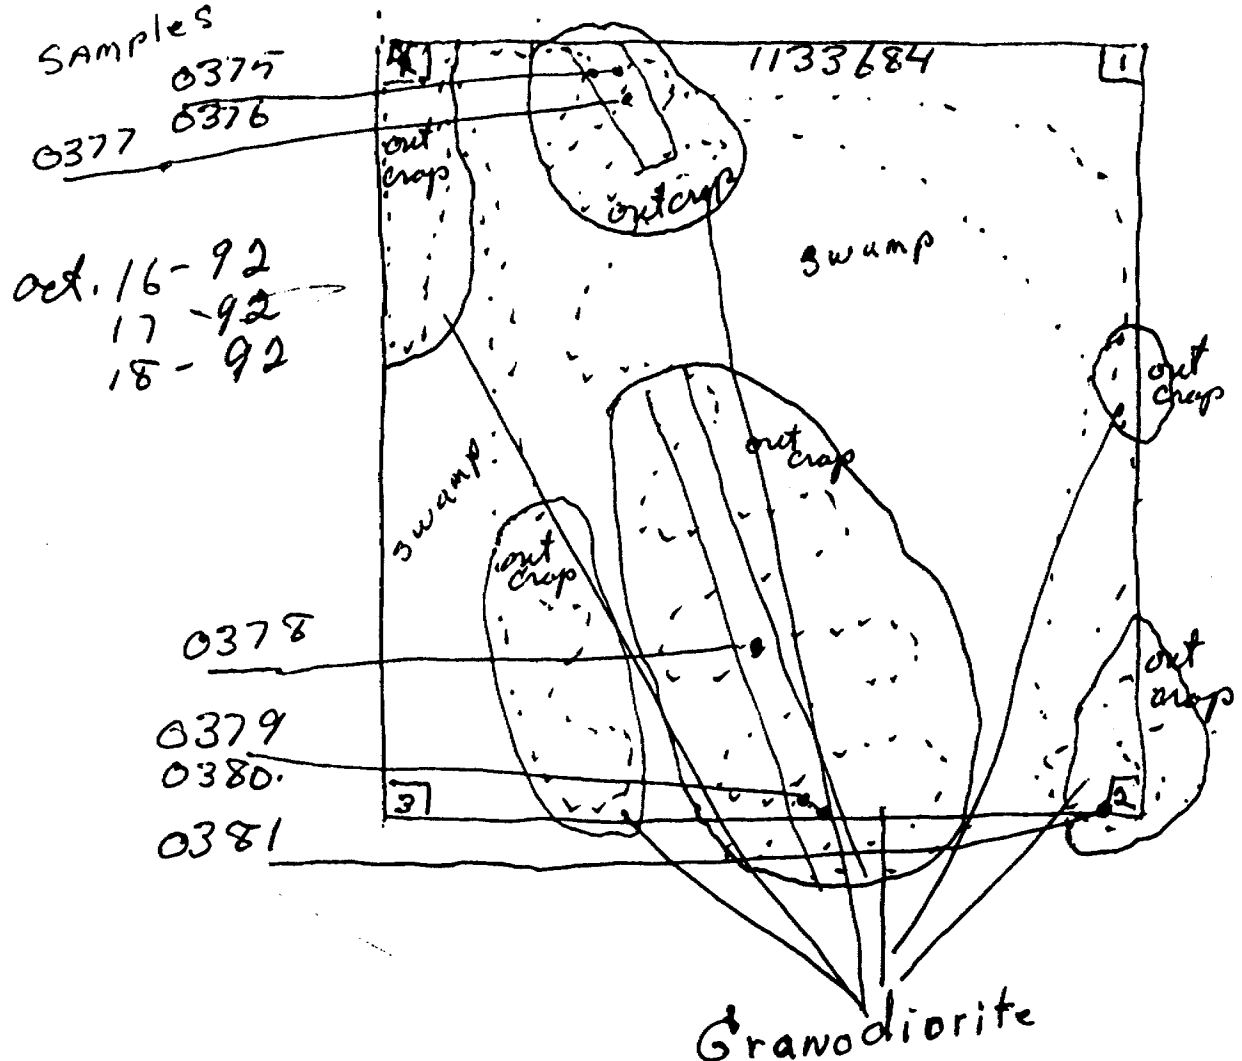 SAMPles
0375
0376
0377
4
1133684
1
out
crop
outcrop
swamp
oct. 16-92
17-92
18-92
out
crop
out
crop
swamp
out
crop
0378
out
crop
0379
0380.
0381
3
2
Granodiorite